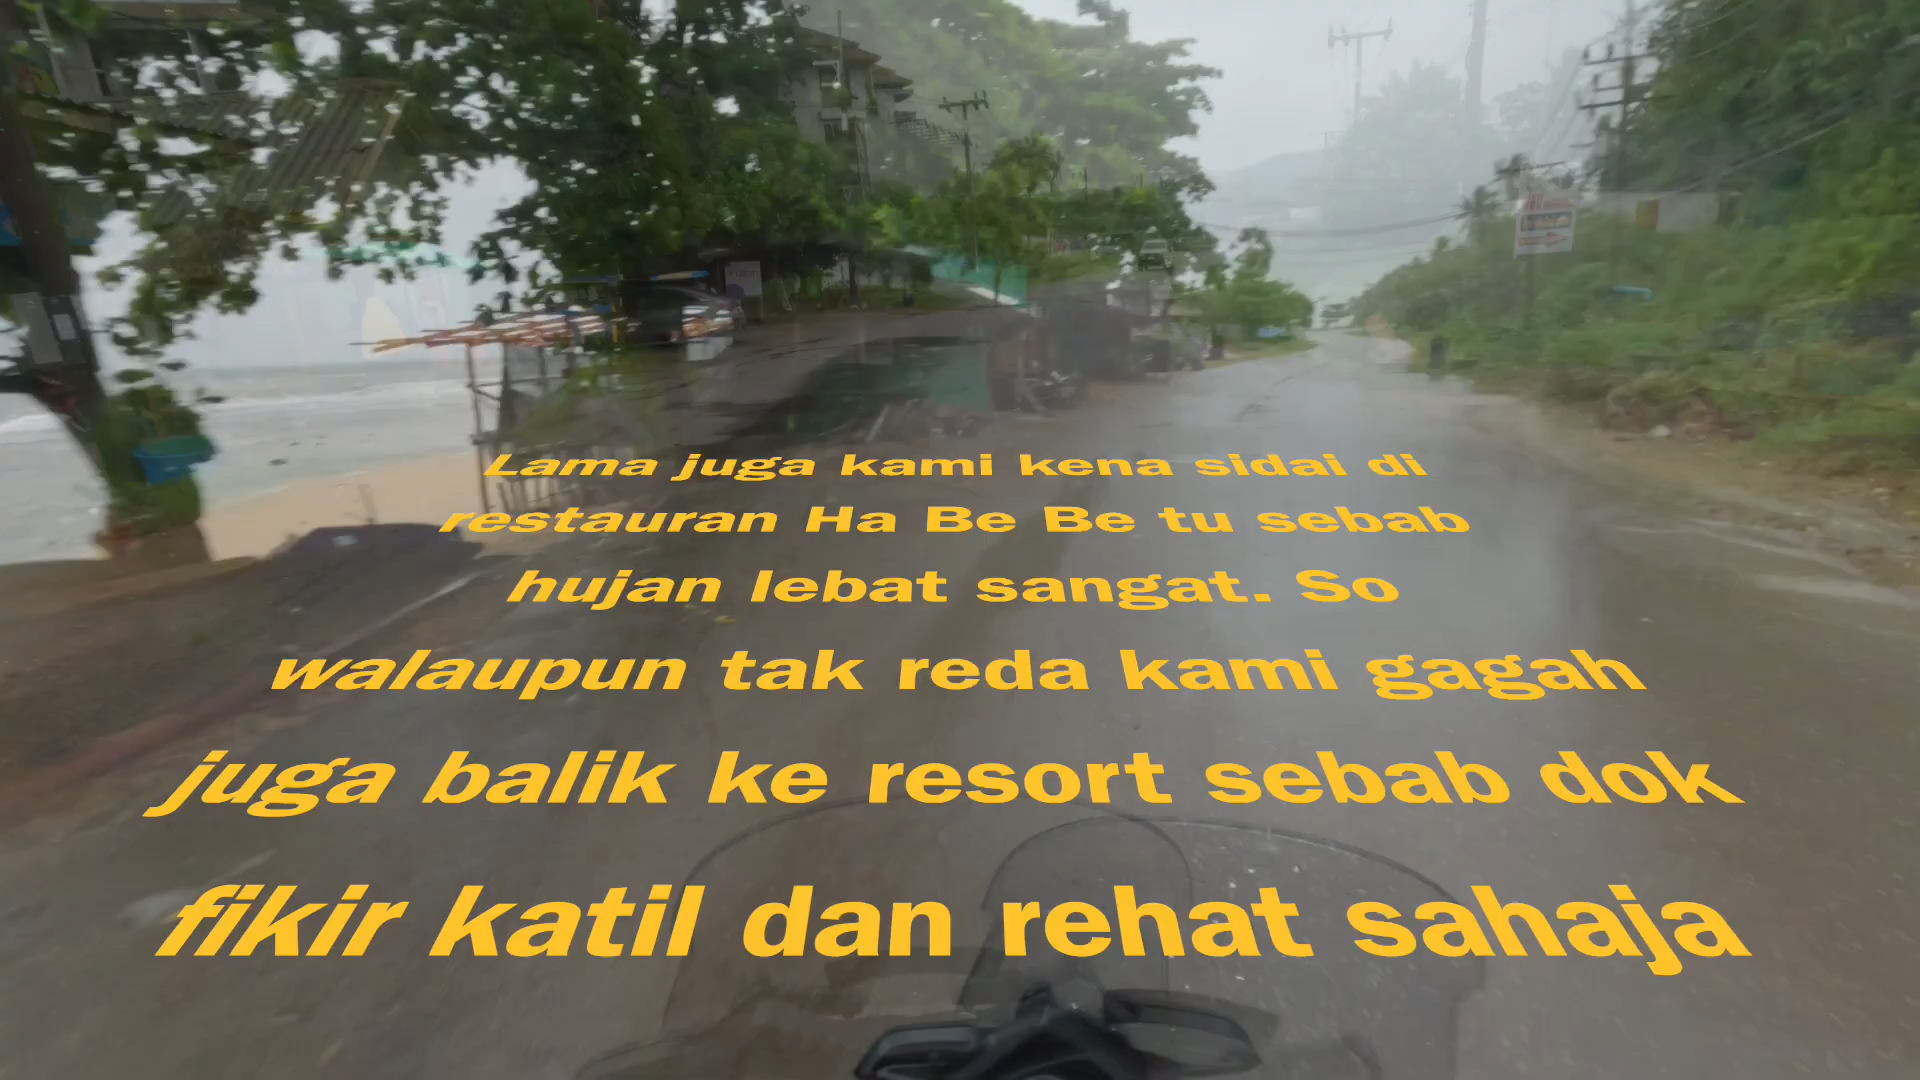 Lama juga kami kena sidai di
restauran Ha Be Be tu sebab
hujan lebat sangat. So
walaupun tak reda kami gagah
juga balik ke resort sebab dok
fikir katil dan rehat sahaja